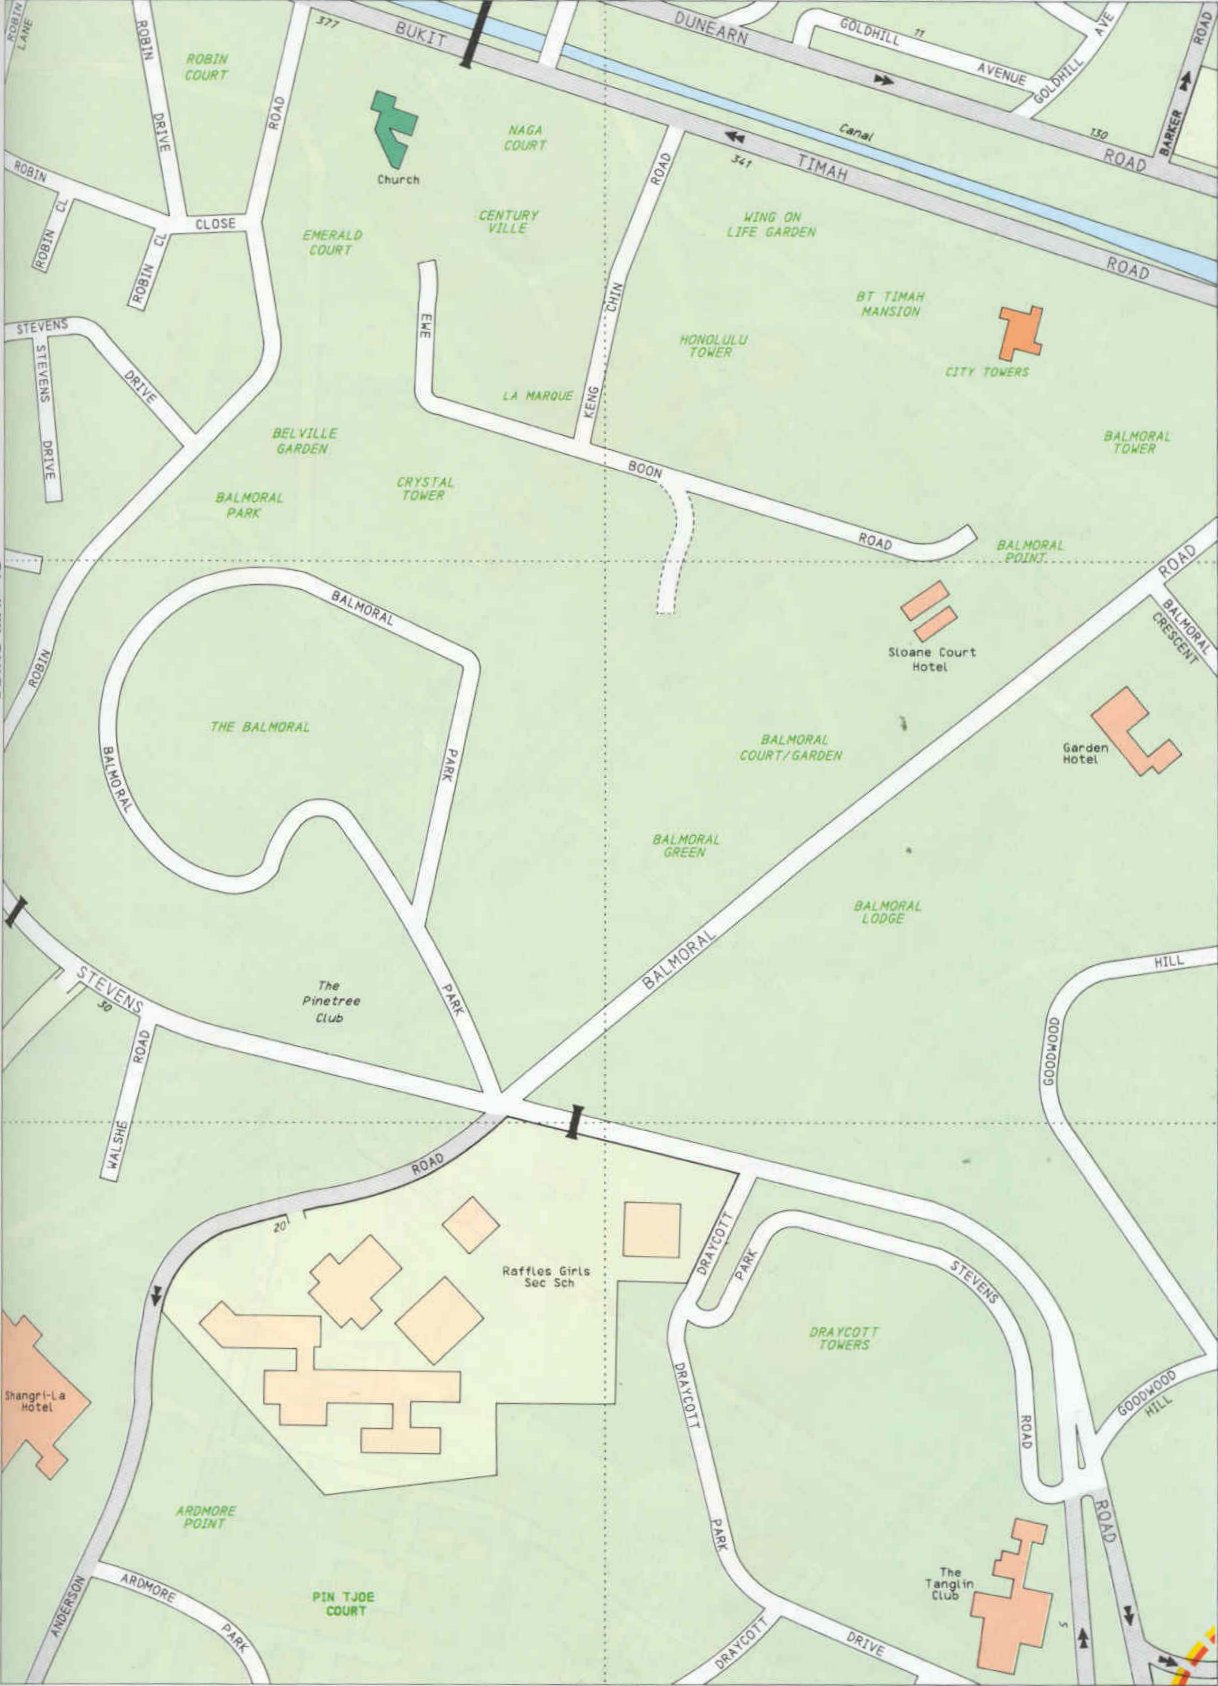 ROBIN
LANE
ROBIN
DRIVE
ROBIN
COURT
ROAD
377
BUKIT
DUNEARN
GOLDHILL
11
AVENUE
GOLDHILL
AVE
ROAD
BARKER
130
ROAD
Canal
341
TIMAH
ROAD
Church
NAGA
COURT
ROAD
CHIN
KENG
ROBIN
CLOSE
ROBIN CL
ROBIN CL
EMERALD
COURT
CENTURY
VILLE
WING ON
LIFE GARDEN
BT TIMAH
MANSION
HONOLULU
TOWER
CITY TOWERS
STEVENS
DRIVE
STEVENS
DRIVE
EWE
LA MARQUE
BELVILLE
GARDEN
BALMORAL
TOWER
BOON
ROAD
CRYSTAL
TOWER
BALMORAL
PARK
BALMORAL
POINT
ROAD
BALMORAL
CRESCENT
BALMORAL
Sloane Court
Hotel
ROBIN
THE BALMORAL
BALMORAL
PARK
BALMORAL
COURT/GARDEN
Garden
Hotel
BALMORAL
GREEN
BALMORAL
LODGE
BALMORAL
HILL
STEVENS
30
The
Pinetree
Club
PARK
GOODWOOD
ROAD
WALSHE
ROAD
20
Raffles Girls
Sec Sch
DRAYCOTT
PARK
STEVENS
DRAYCOTT
TOWERS
Shangri-La
Hotel
DRAYCOTT
GOODWOOD
HILL
ROAD
ARDMORE
POINT
PARK
ROAD
The
Tanglin
Club
PIN TJOE
COURT
ANDERSON
ARDMORE
PARK
DRAYCOTT
DRIVE
5